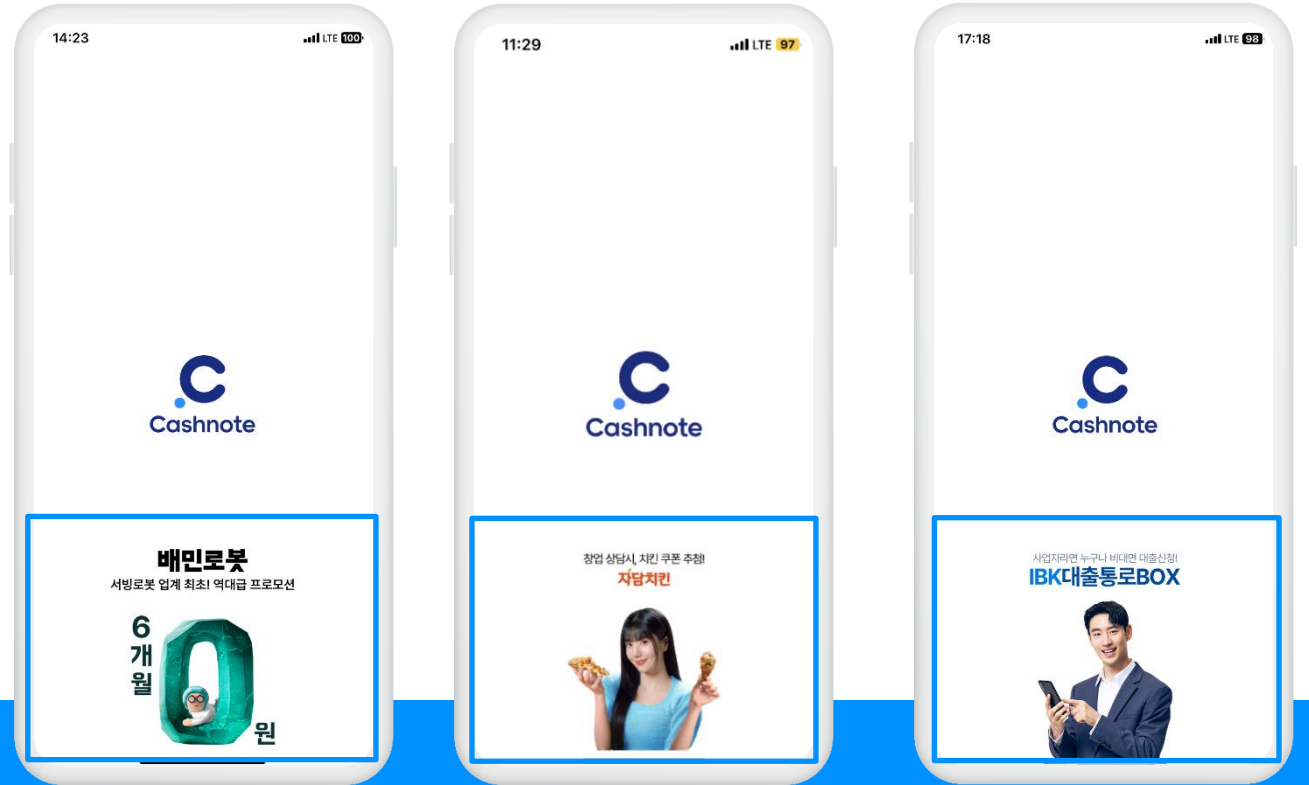 14:23
LTE 100
Cashnote
배민로봇
서빙로봇 업계 최초! 역대급 프로모션
6개월
0원
11:29
LTE 97
Cashnote
창업 상담시, 치킨 쿠폰 추첨!
자담치킨
17:18
LTE 98
Cashnote
사업자라면 누구나 비대면 대출신청!
IBK대출통로BOX